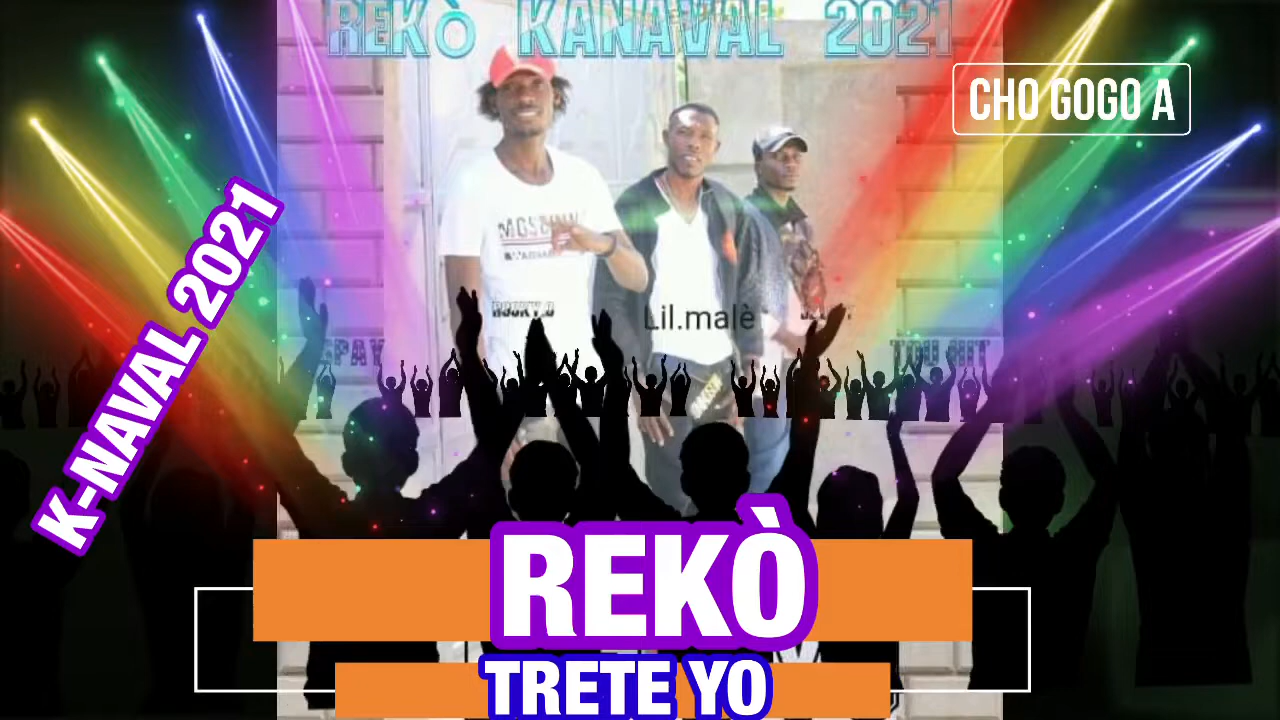 REKÒ KANAVAL 2021
CHO GOGO A
K-NAVAL 2021
Lil.malè
REKÒ
TRETE YO